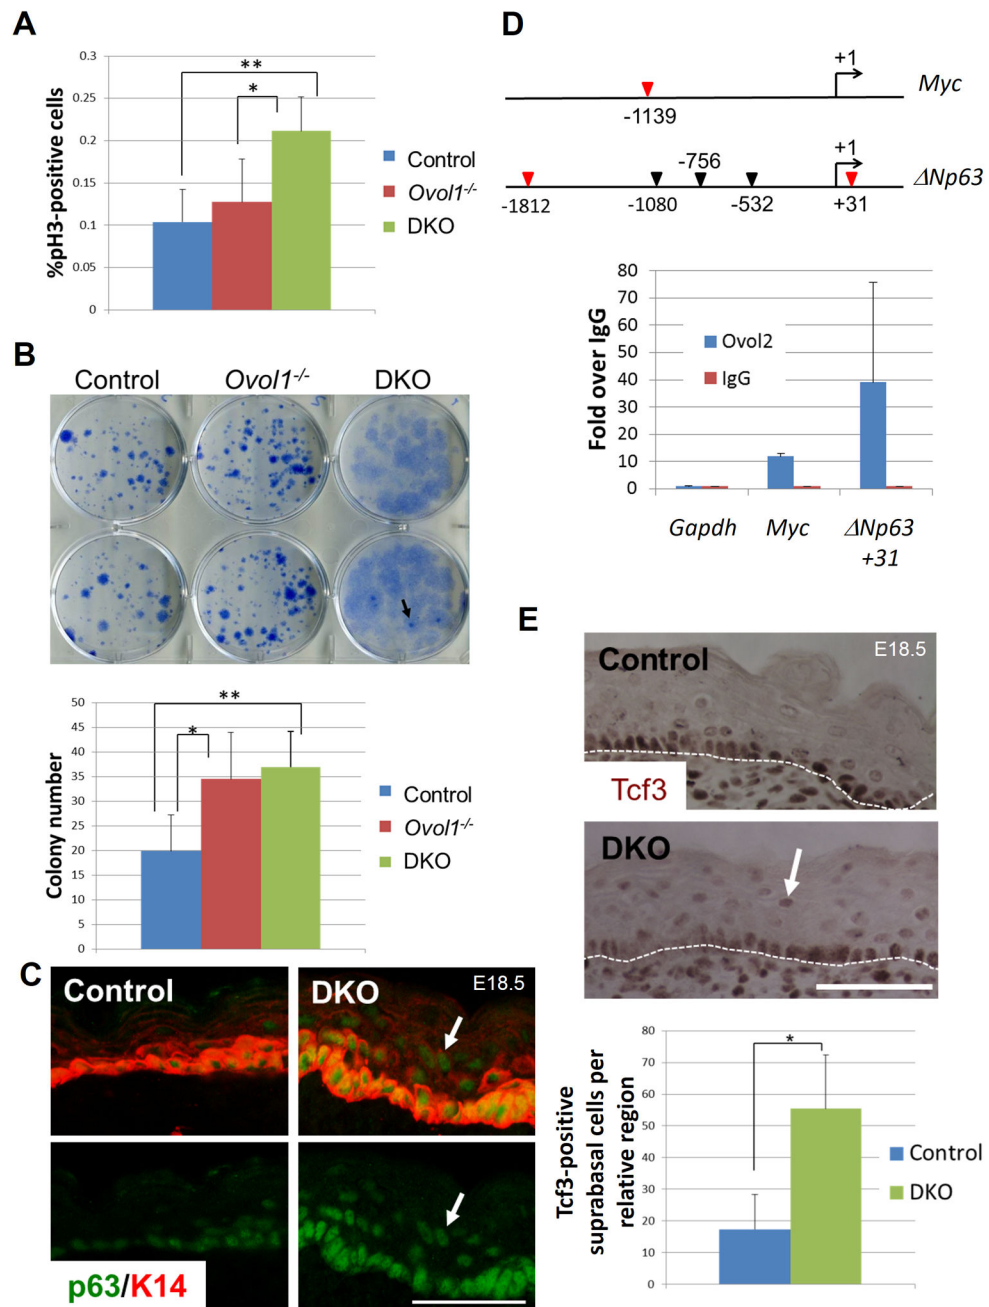 A
0.3
0.25
0.2
0.15
0.1
0.05
0
%pH3-positive cells
**
*
Control
Ovol1-/-
DKO
B
Control Ovol1-/- DKO
50
45
40
35
30
25
20
15
10
5
0
Colony number
**
*
Control
Ovol1-/-
DKO
C
Control
DKO
E18.5
p63/K14
D
+1
Myc
-1139
-756
+1
ΔNp63
-1812
-1080
-532
+31
80
70
60
50
40
30
20
10
0
Fold over IgG
Ovol2
IgG
Gapdh
Myc
ΔNp63
+31
E
Control
E18.5
Tcf3
DKO
80
70
60
50
40
30
20
10
0
Tcf3-positive
suprabasal cells per
relative region
*
Control
DKO